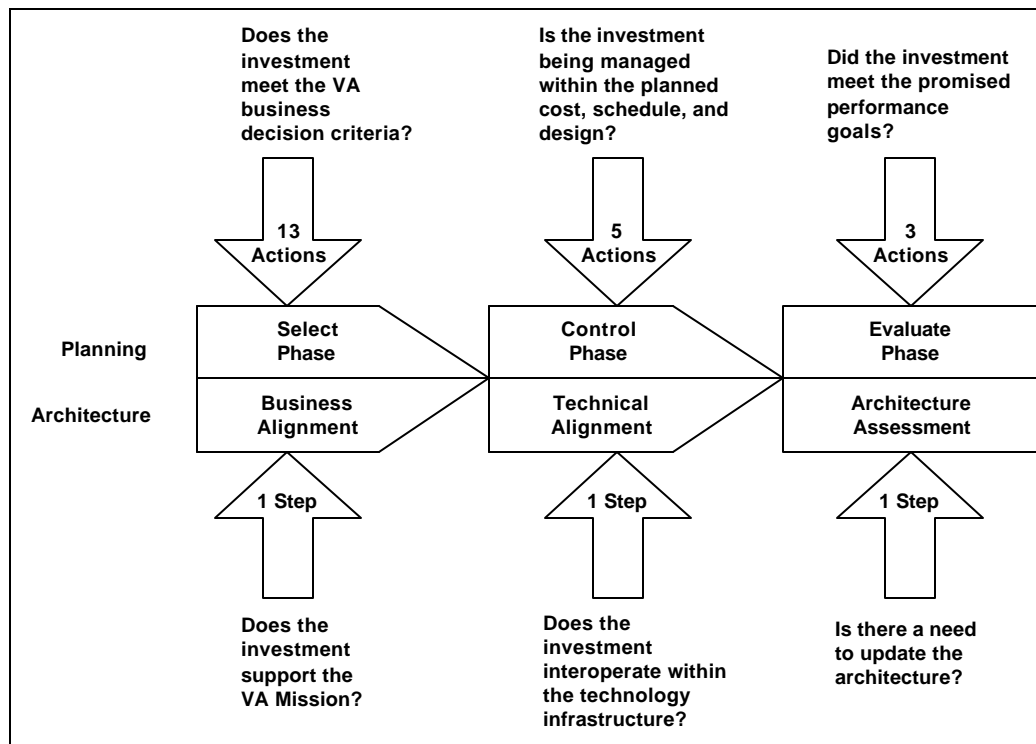 Does the
investment
meet the VA
business
decision criteria?
Is the investment
being managed
within the planned
cost, schedule, and
design?
Did the investment
meet the promised
performance
goals?
13
Actions
5
Actions
3
Actions
Planning
Select
Phase
Control
Phase
Evaluate
Phase
Architecture
Business
Alignment
Technical
Alignment
Architecture
Assessment
1 Step
1 Step
1 Step
Does the
investment
support the
VA Mission?
Does the
investment
interoperate within
the technology
infrastructure?
Is there a need
to update the
architecture?